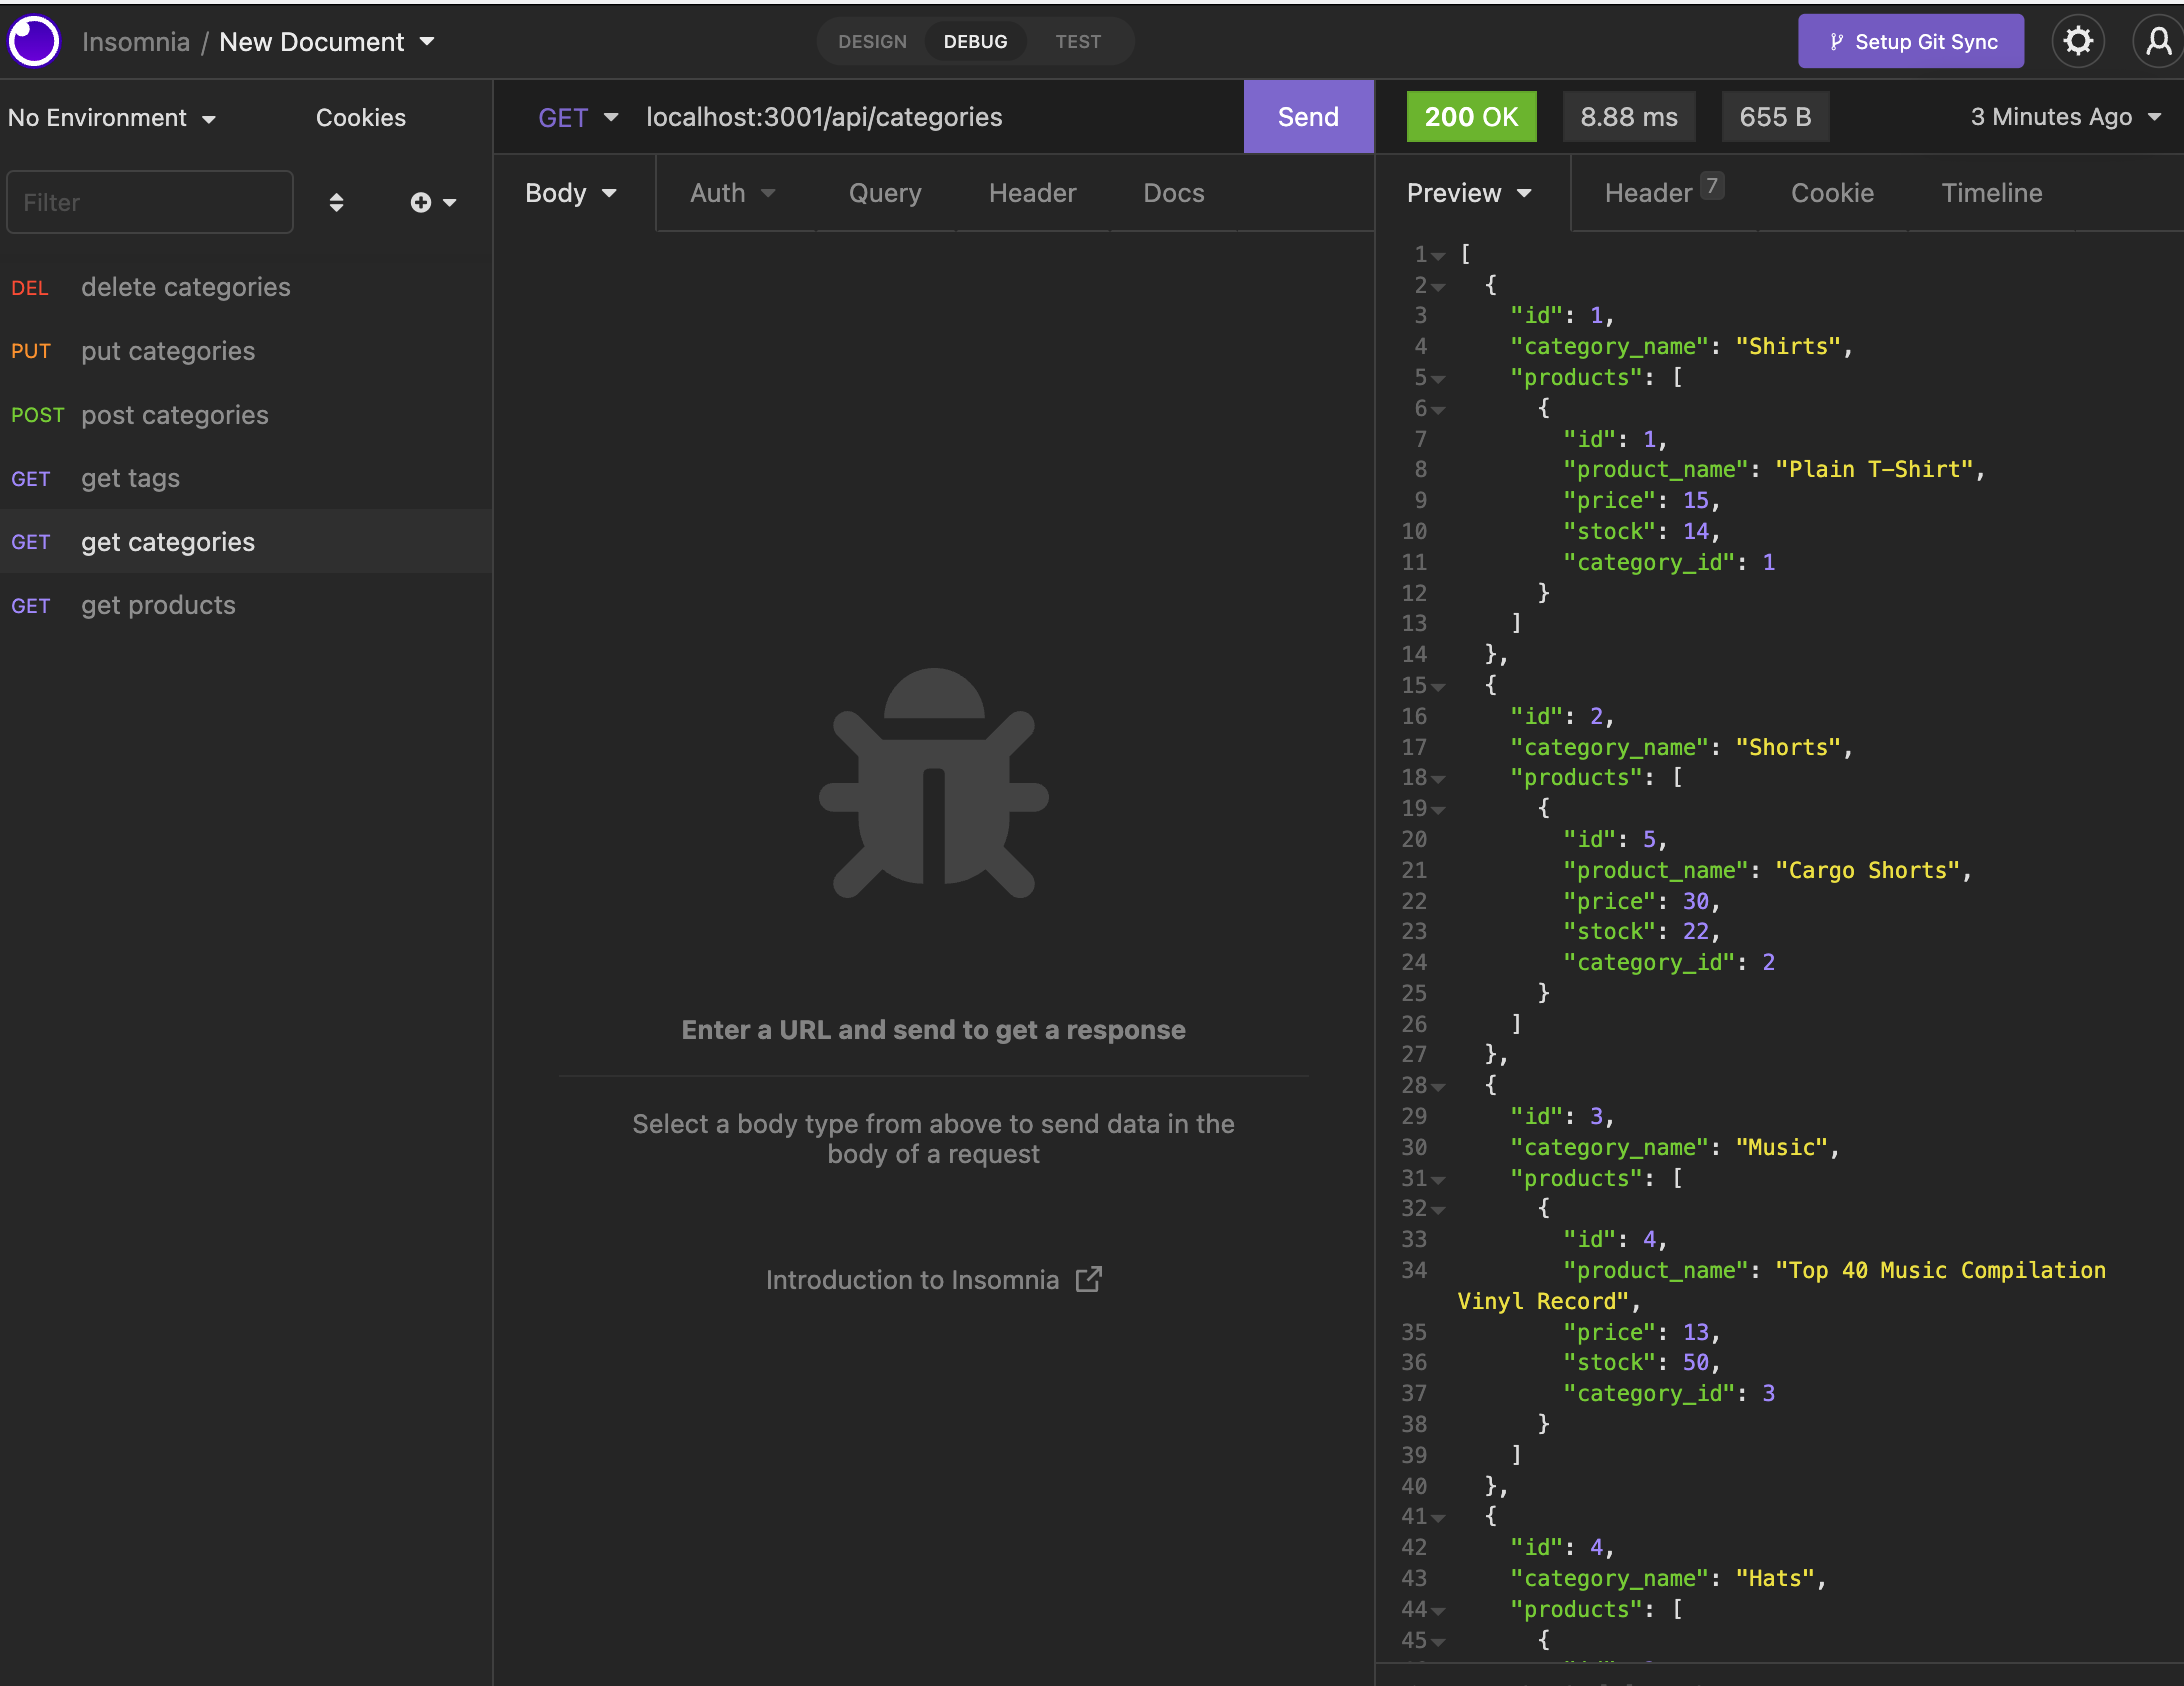 Insomnia / New Document
DESIGN DEBUG TEST
Setup Git Sync
No Environment
Cookies
Filter
DEL delete categories
PUT put categories
POST post categories
GET get tags
GET get categories
GET get products
GET localhost:3001/api/categories
Send
Body Auth Query Header Docs
Enter a URL and send to get a response
Select a body type from above to send data in the
body of a request
Introduction to Insomnia
200 OK 8.88 ms 655 B 3 Minutes Ago
Preview Header 7 Cookie Timeline
1 [
2 {
3 "id": 1,
4 "category_name": "Shirts",
5 "products": [
6 {
7 "id": 1,
8 "product_name": "Plain T-Shirt",
9 "price": 15,
10 "stock": 14,
11 "category_id": 1
12 }
13 ]
14 },
15 {
16 "id": 2,
17 "category_name": "Shorts",
18 "products": [
19 {
20 "id": 5,
21 "product_name": "Cargo Shorts",
22 "price": 30,
23 "stock": 22,
24 "category_id": 2
25 }
26 ]
27 },
28 {
29 "id": 3,
30 "category_name": "Music",
31 "products": [
32 {
33 "id": 4,
34 "product_name": "Top 40 Music Compilation
Vinyl Record",
35 "price": 13,
36 "stock": 50,
37 "category_id": 3
38 }
39 ]
40 },
41 {
42 "id": 4,
43 "category_name": "Hats",
44 "products": [
45 {